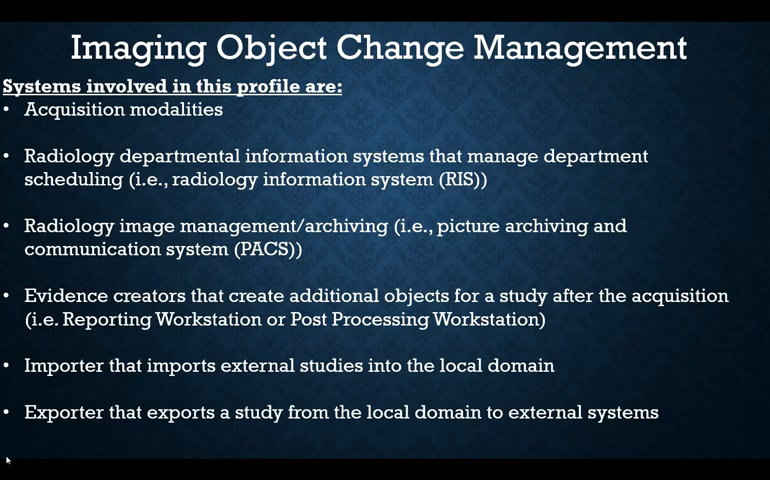 Imaging Object Change Management
Systems involved in this profile are:
• Acquisition modalities
• Radiology departmental information systems that manage department
scheduling (i.e., radiology information system (RIS))
• Radiology image management/archiving (i.e., picture archiving and
communication system (PACS))
• Evidence creators that create additional objects for a study after the acquisition
(i.e. Reporting Workstation or Post Processing Workstation)
• Importer that imports external studies into the local domain
• Exporter that exports a study from the local domain to external systems